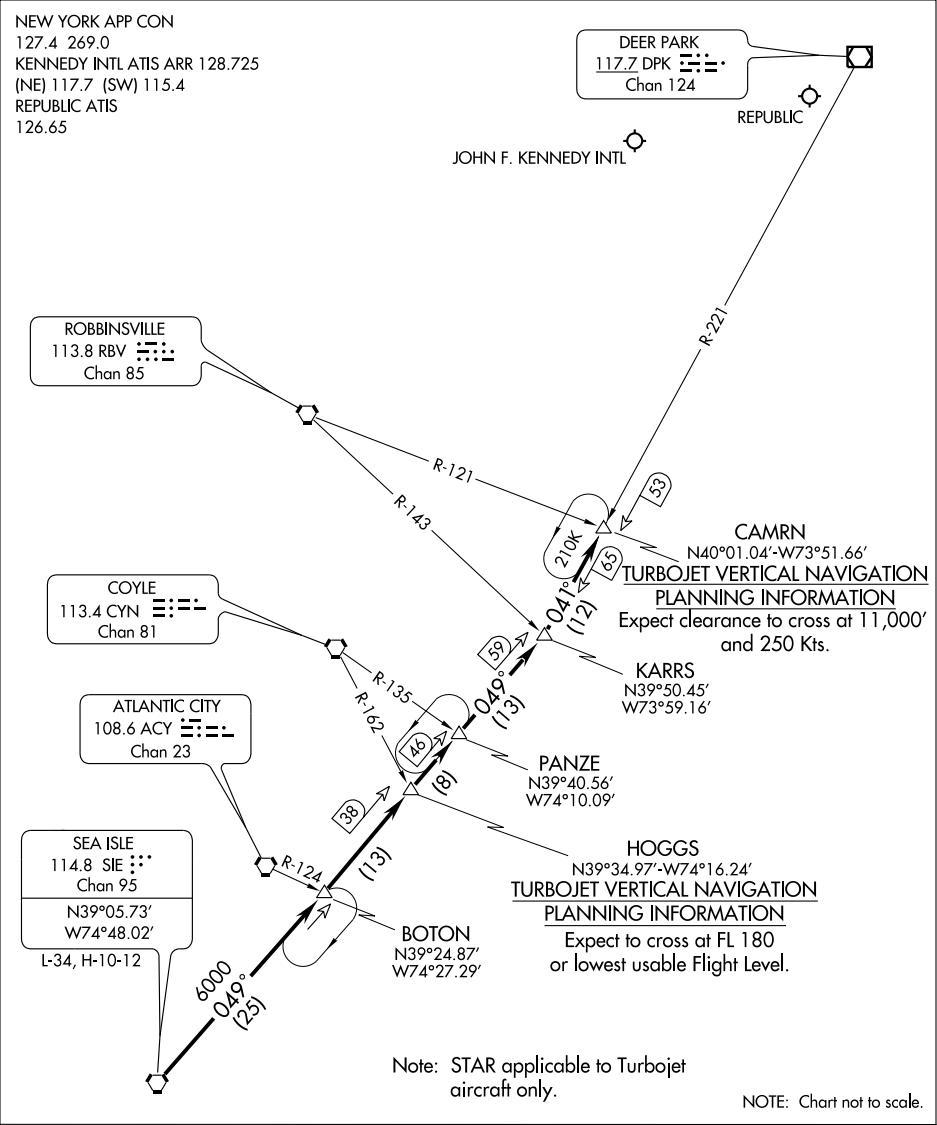 NEW YORK APP CON
127.4 269.0
KENNEDY INTL ATIS ARR 128.725
(NE) 117.7 (SW) 115.4
REPUBLIC ATIS
126.65
DEER PARK
117.7 DPK
Chan 124
REPUBLIC
JOHN F. KENNEDY INTL
R-221
ROBBINSVILLE
113.8 RBV
Chan 85
R-121
R-143
53
210K
65
CAMRN
N40°01.04'-W73°51.66'
TURBOJET VERTICAL NAVIGATION
PLANNING INFORMATION
Expect clearance to cross at 11,000'
and 250 Kts.
041°
(12)
COYLE
113.4 CYN
Chan 81
R-135
R-162
59
KARRS
N39°50.45'
W73°59.16'
049°
(13)
ATLANTIC CITY
108.6 ACY
Chan 23
46
PANZE
N39°40.56'
W74°10.09'
(8)
38
HOGGS
N39°34.97'-W74°16.24'
TURBOJET VERTICAL NAVIGATION
PLANNING INFORMATION
Expect to cross at FL 180
or lowest usable Flight Level.
(13)
R-124
SEA ISLE
114.8 SIE
Chan 95
N39°05.73'
W74°48.02'
L-34, H-10-12
BOTON
N39°24.87'
W74°27.29'
6000
049°
(25)
Note: STAR applicable to Turbojet
aircraft only.
NOTE: Chart not to scale.